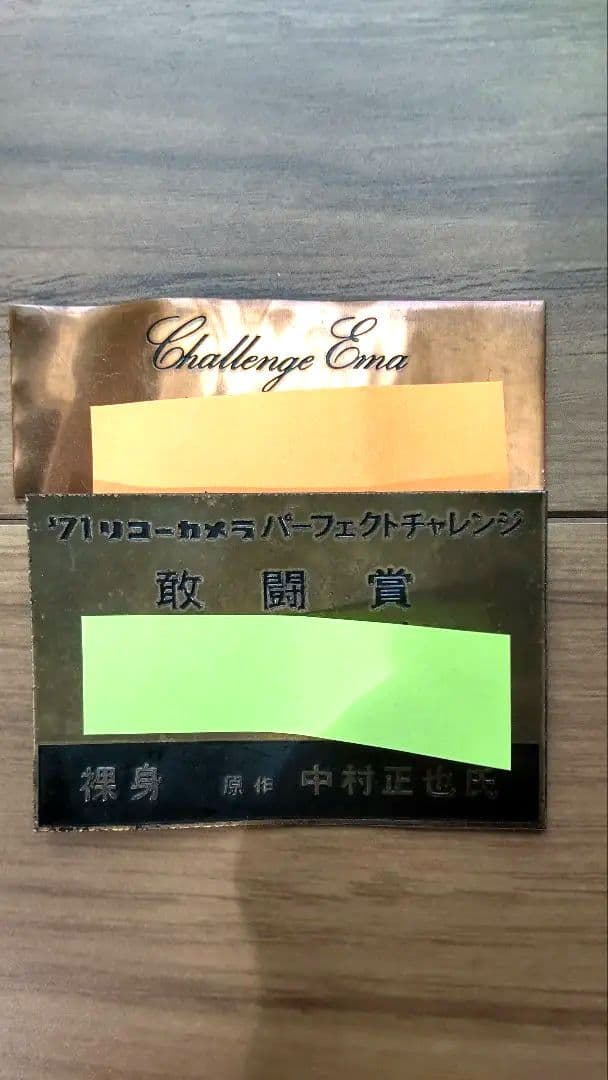 Challenge Ema
'71リコーカメラパーフェクトチャレンジ
敢闘賞
裸身 原作 中村正也氏